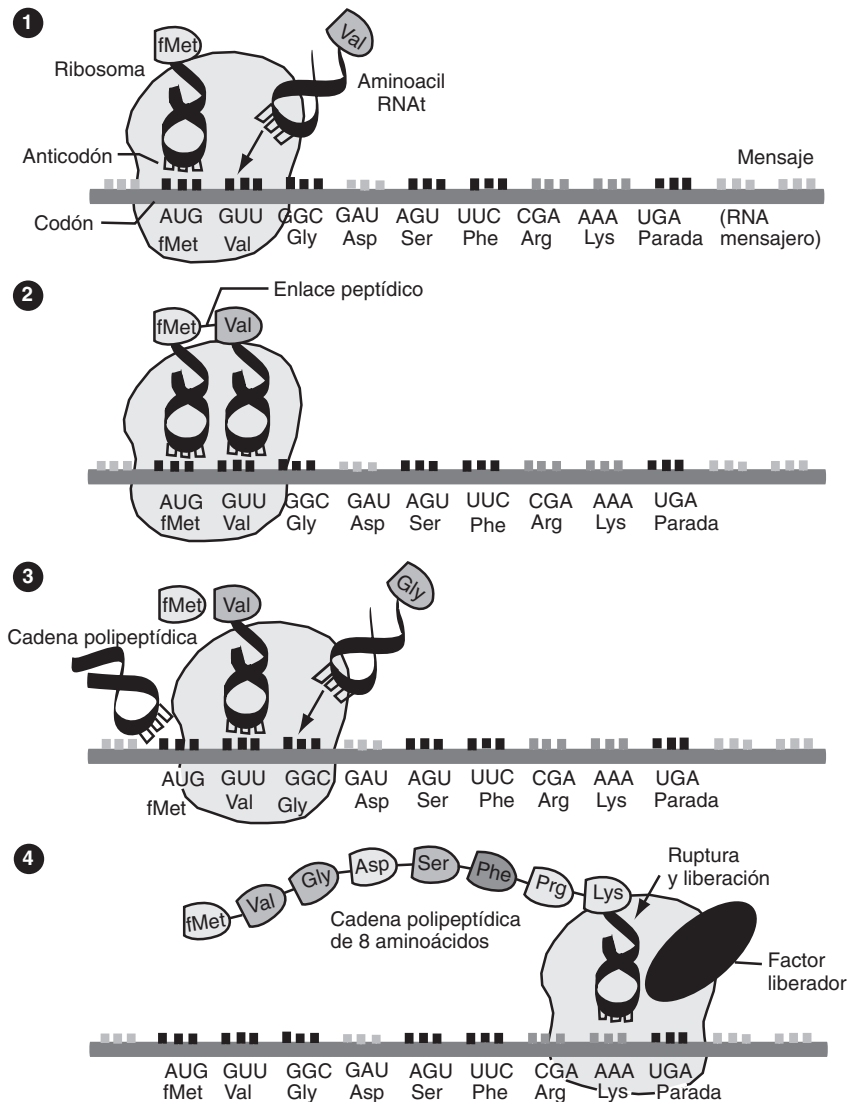 1
fMet
Val
Ribosoma
Aminoacil
RNAt
Anticodón
Mensaje
Codón
AUG GUU GGC GAU AGU UUC CGA AAA UGA (RNA
fMet Val Gly Asp Ser Phe Arg Lys Parada mensajero)
2
Enlace peptídico
fMet Val
AUG GUU GGC GAU AGU UUC CGA AAA UGA
fMet Val Gly Asp Ser Phe Arg Lys Parada
3
fMet Val Gly
Cadena polipeptídica
AUG GUU GGC GAU AGU UUC CGA AAA UGA
fMet Val Gly Asp Ser Phe Arg Lys Parada
4
fMet Val Gly Asp Ser Phe Prg Lys
Ruptura
y liberación
Cadena polipeptídica
de 8 aminoácidos
Factor
liberador
AUG GUU GGC GAU AGU UUC CGA AAA UGA
fMet Val Gly Asp Ser Phe Arg Lys Parada